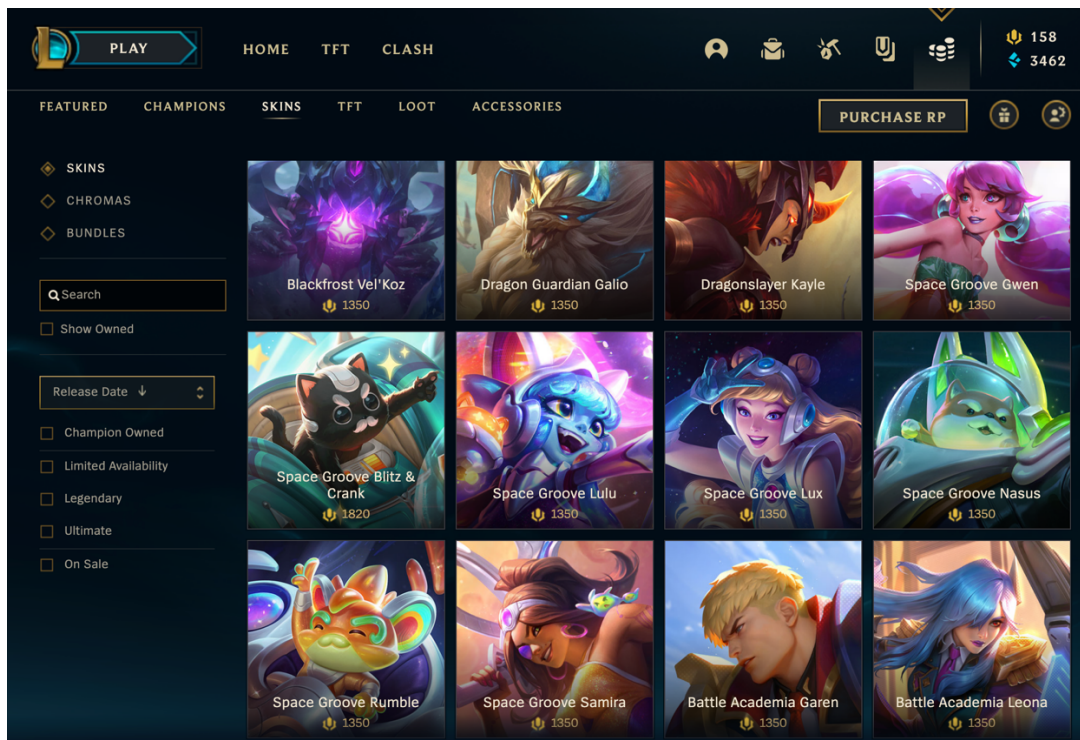 PLAY
HOME
TFT
CLASH
158
3462
FEATURED
CHAMPIONS
SKINS
TFT
LOOT
ACCESSORIES
PURCHASE RP
SKINS
CHROMAS
BUNDLES
Search
Show Owned
Release Date
Champion Owned
Limited Availability
Legendary
Ultimate
On Sale
Blackfrost Vel'Koz
1350
Dragon Guardian Galio
1350
Dragonslayer Kayle
1350
Space Groove Gwen
1350
Space Groove Blitz &
Crank
1820
Space Groove Lulu
1350
Space Groove Lux
1350
Space Groove Nasus
1350
Space Groove Rumble
1350
Space Groove Samira
1350
Battle Academia Garen
1350
Battle Academia Leona
1350